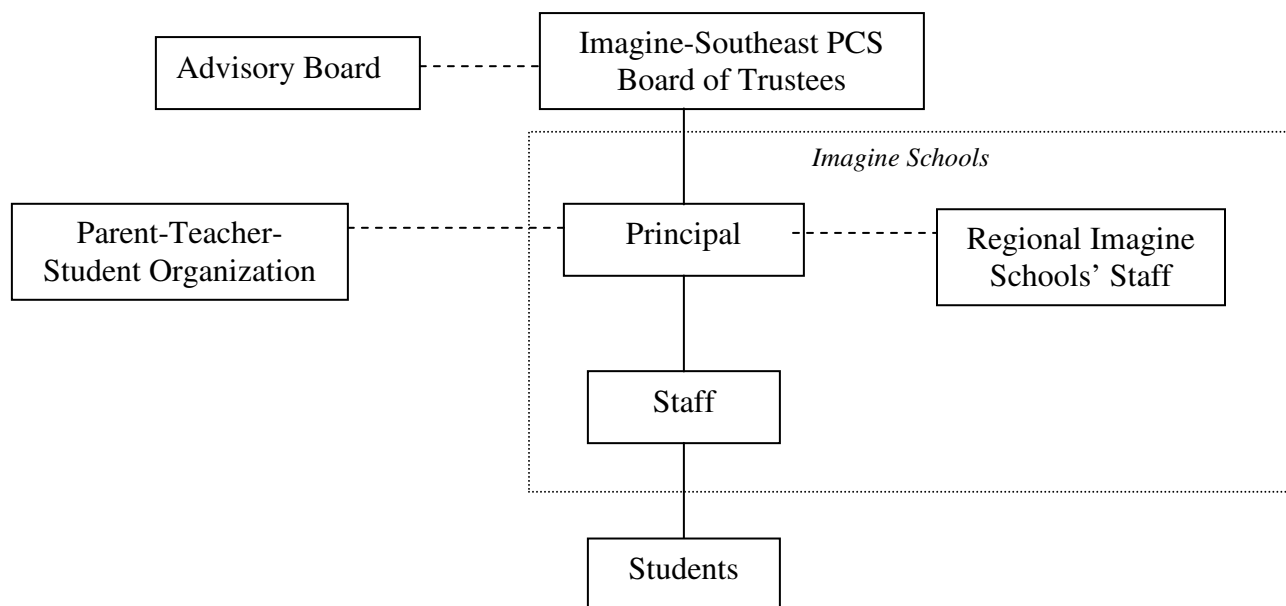 Advisory Board
Imagine-Southeast PCS
Board of Trustees
Imagine Schools
Parent-Teacher-
Student Organization
Principal
Regional Imagine
Schools’ Staff
Staff
Students